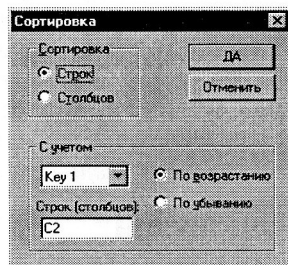 Сортировка
Сортировка
Строк
Столбцов
ДА
Отменить
С учетом
Key 1
По возрастанию
По убыванию
Строк (столбцов):
C2